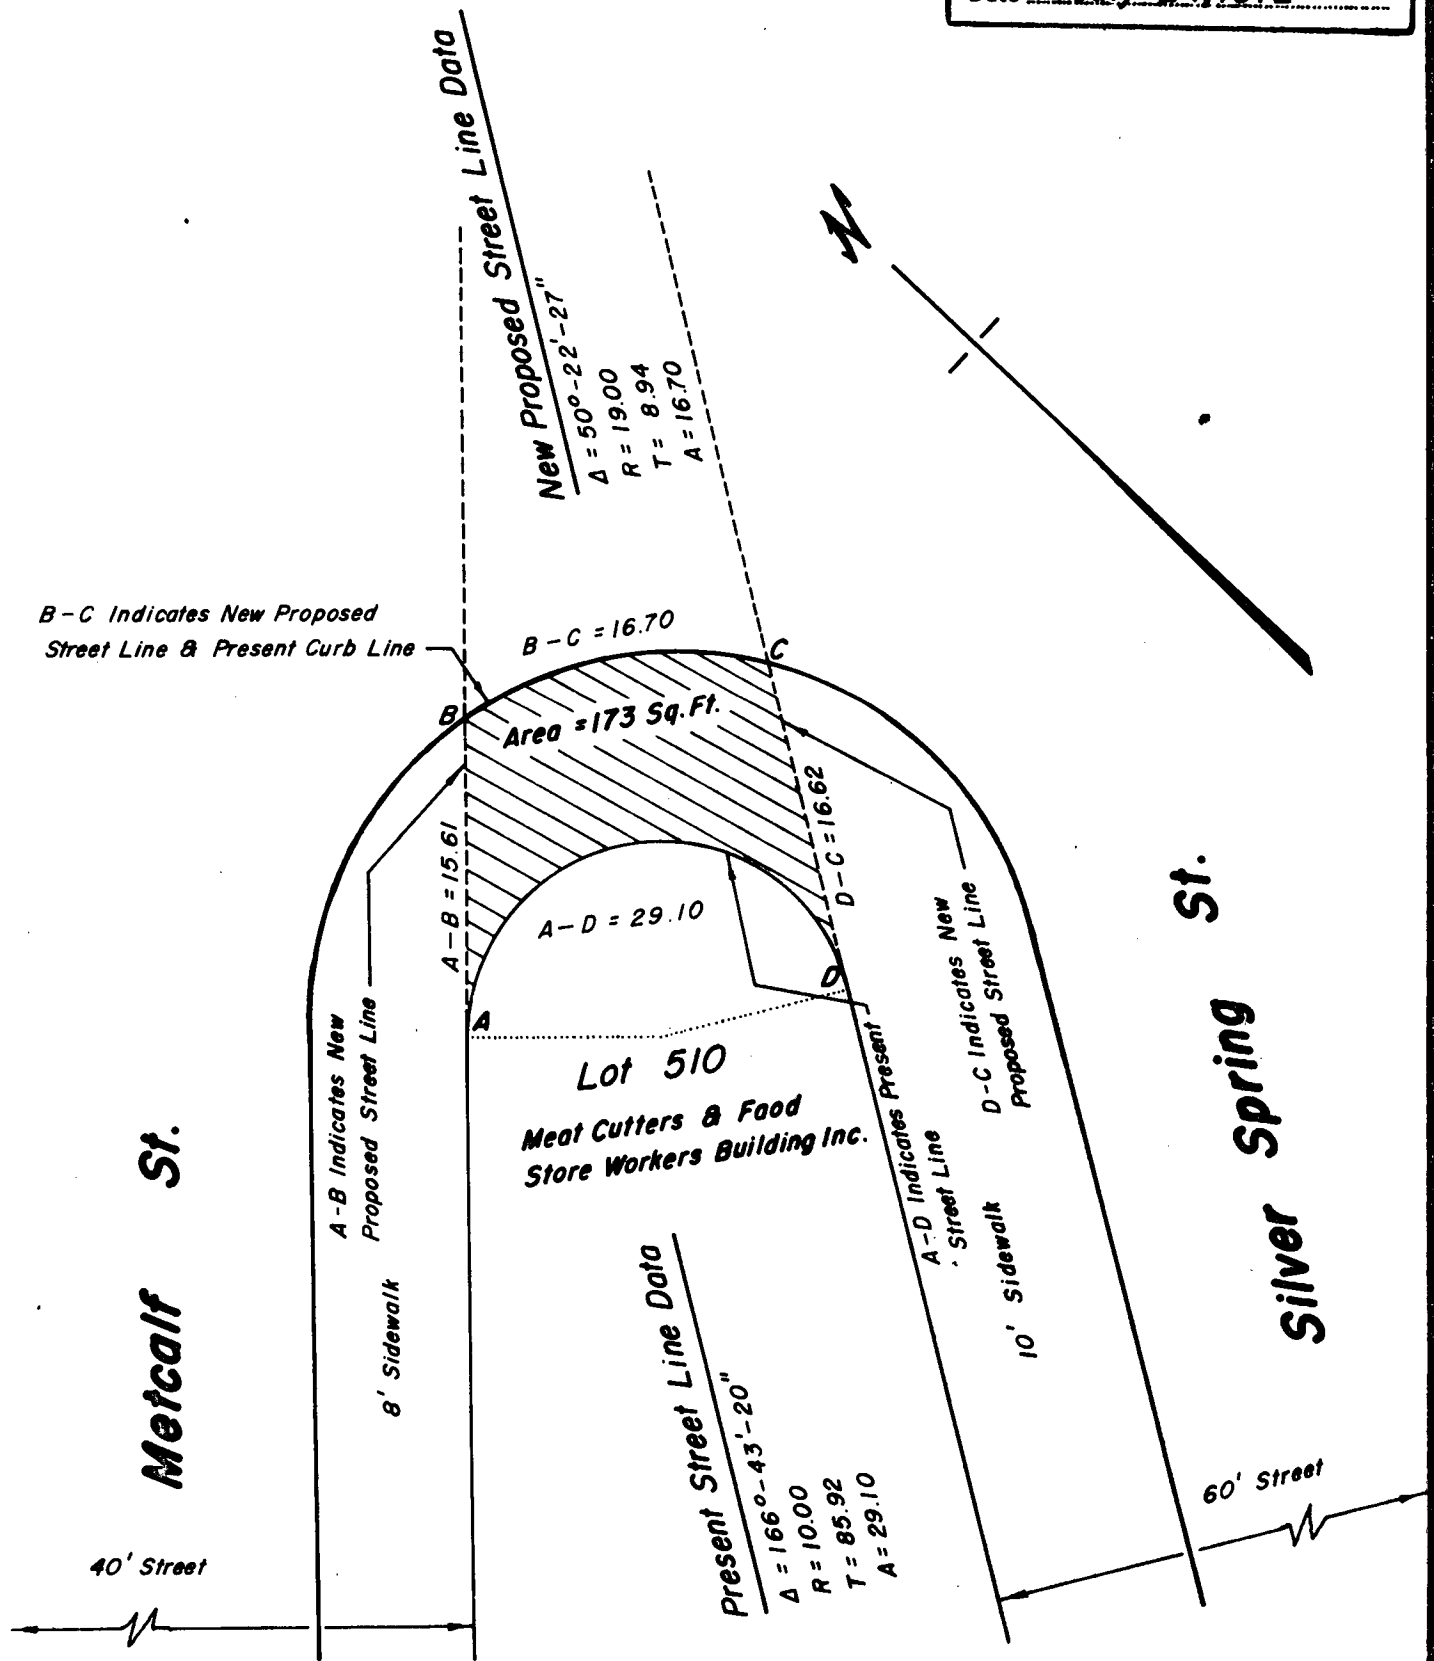 New Proposed Street Line Data
Δ = 50°-22'-27"
R = 19.00
T = 8.94
A = 16.70
N
B-C Indicates New Proposed
Street Line & Present Curb Line
B-C = 16.70
B
C
Area = 173 Sq.Ft.
A-B = 15.61
D-C = 16.62
A-D = 29.10
A
D
A-B Indicates New
Proposed Street Line
8' Sidewalk
Lot 510
Meat Cutters & Food
Store Workers Building Inc.
A-D Indicates Present
Street Line
D-C Indicates New
Proposed Street Line
10' Sidewalk
Metcalf St.
Silver Spring St.
Present Street Line Data
Δ = 166°-43'-20"
R = 10.00
T = 85.92
A = 29.10
40' Street
60' Street